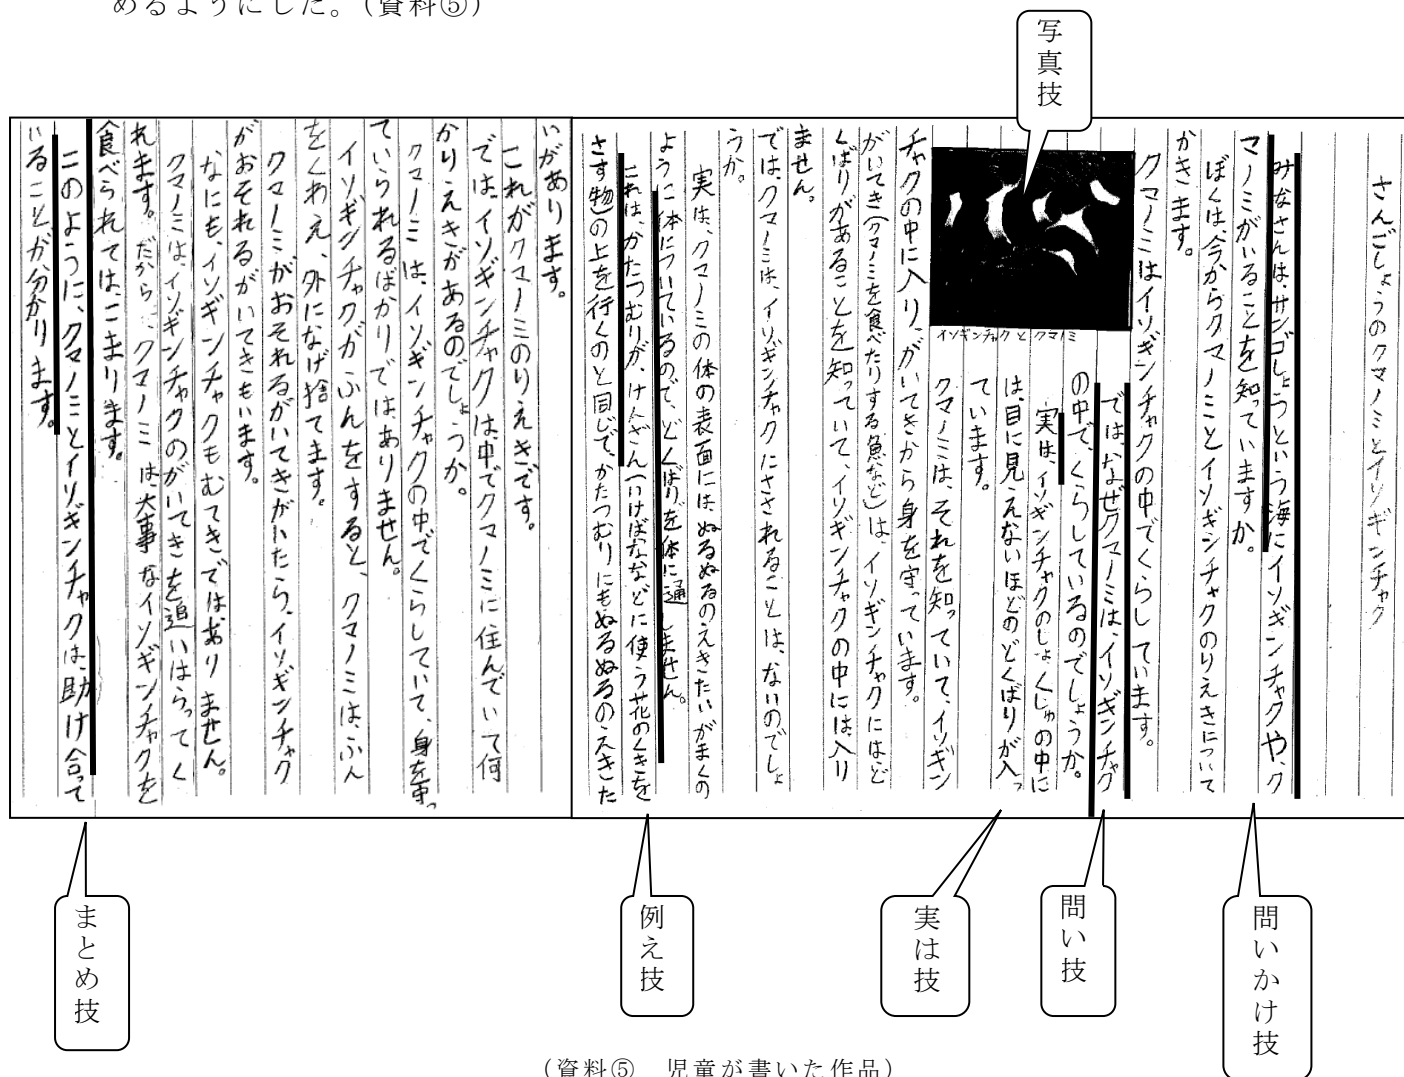 めるようにした。(資料⑤)
写真技
さんごしょうのクマノミとイソギンチャク
みなさんは、サンゴしょうという海にイソギンチャクや、ク
マノミがいることを知っていますか。
ぼくは、今からクマノミとイソギンチャクのりえきについて
かきます。
クマノミはイソギンチャクの中でくらしています。
イソギンチャクとクマノミ
では、なぜクマノミは、イソギンチャク
の中で、くらしているのでしょうか。
実は、イソギンチャクのしょくしゅの中に
は、目に見えないほどのどくばりが入っ
ています。
クマノミは、それを知っていて、イソギン
チャクの中に入り、がいてきから身を守っています。
がいてき(クマノミを食べたりする魚など)は、イソギンチャクにはど
くばりがあることを知っていて、イソギンチャクの中には、入り
ません。
では、クマノミは、イソギンチャクにさされることは、ないのでしょ
うか。
実は、クマノミの体の表面には、ぬるぬるのえきたいがまくの
ように体についているので、どくばりを体に通しません。
これは、かたつむりが、けんざん(いけばななどに使う花のくきを
さす物)の上を行くのと同じで、かたつむりにもぬるぬるのえきた
いがあります。
これがクマノミのりえきです。
では、イソギンチャクは、中でクマノミに住んでいて何
かりえきがあるのでしょうか。
クマノミは、イソギンチャクの中でくらしていて、身を守っ
ていられるばかりではありません。
イソギンチャクがふんをすると、クマノミは、ふん
をくわえ、外になげ捨てます。
クマノミがおそれるがいてきがいたら、イソギンチャク
がおそれるがいてきもいます。
なにも、イソギンチャクもむてきではありません。
クマノミは、イソギンチャクのがいてきを追いはらってく
れます。だから、クマノミは大事なイソギンチャクを
食べられては、こまります。
このように、クマノミとイソギンチャクは、助け合って
いることが分かります。
問いかけ技
問い技
実は技
例え技
まとめ技
(資料⑤ 児童が書いた作品)